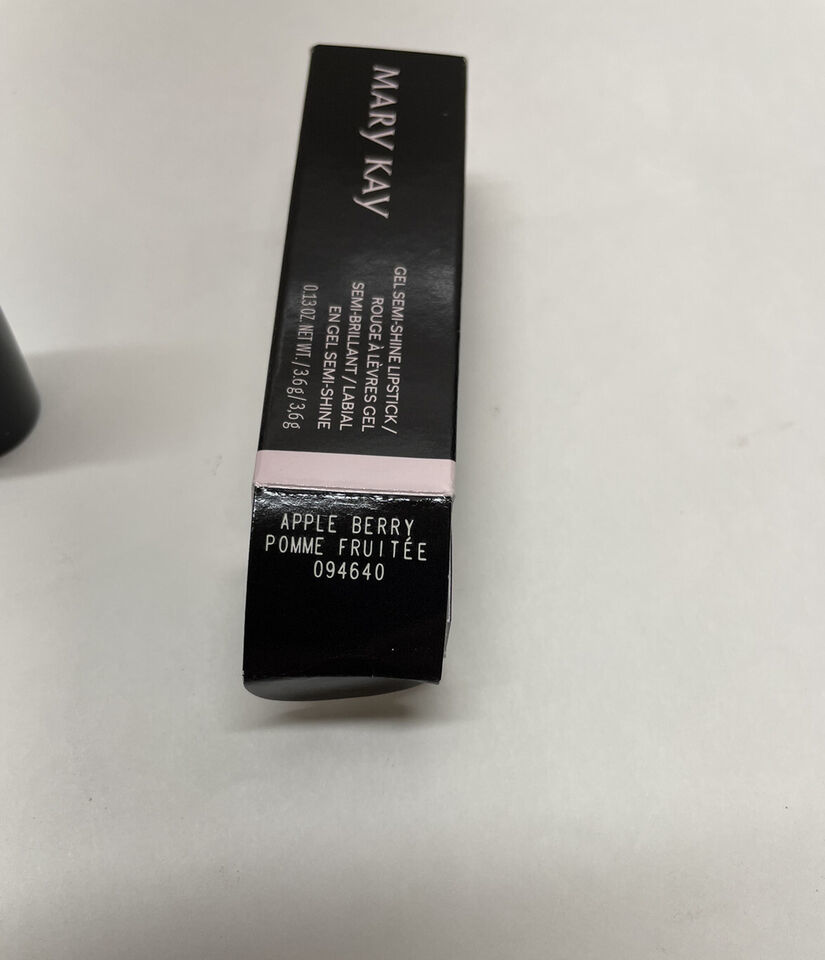 MARY KAY
GEL SEMI-SHINE LIPSTICK /
ROUGE À LÈVRES GEL
SEMI-BRILLANT / LABIAL
EN GEL SEMI-SHINE
0.13 OZ. NET WT. / 3.6 g / 3,6 g
APPLE BERRY
POMME FRUITÉE
094640